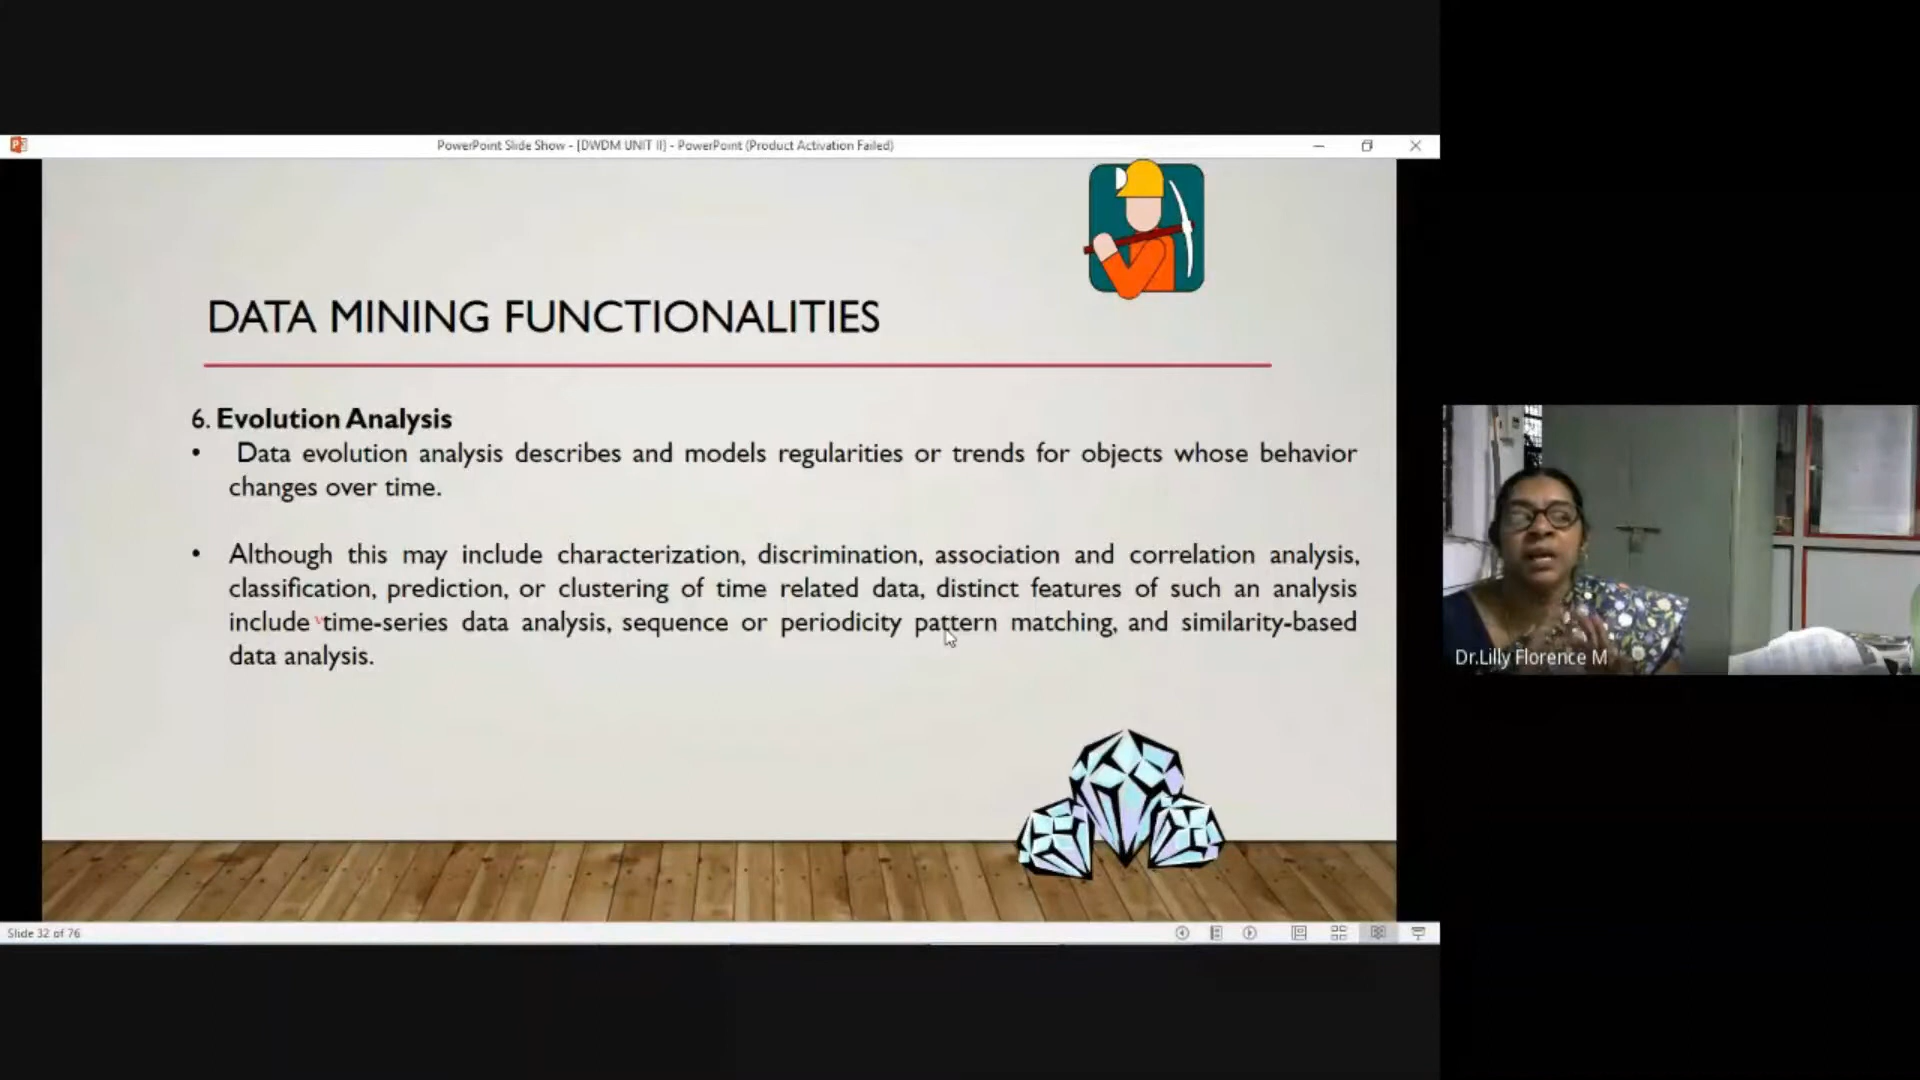 PowerPoint Slide Show - [DWDM UNIT II] - PowerPoint (Product Activation Failed)
DATA MINING FUNCTIONALITIES
6. Evolution Analysis
• Data evolution analysis describes and models regularities or trends for objects whose behavior
changes over time.
• Although this may include characterization, discrimination, association and correlation analysis,
classification, prediction, or clustering of time related data, distinct features of such an analysis
include time-series data analysis, sequence or periodicity pattern matching, and similarity-based
data analysis.
Dr.Lilly Florence M
Slide 32 of 76